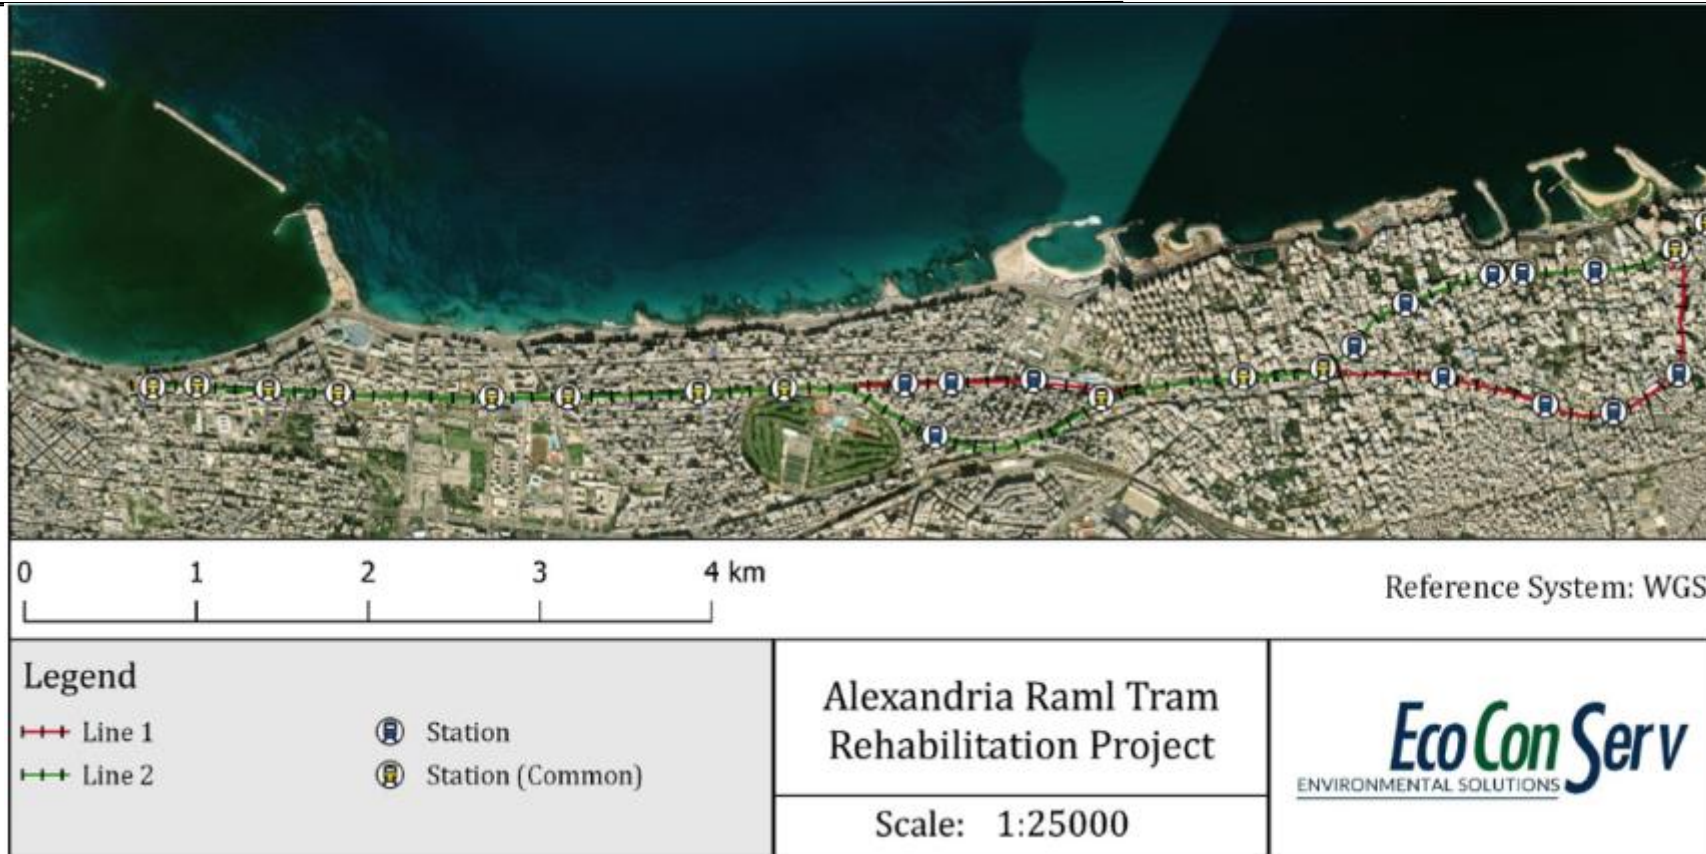 0 1 2 3 4 km
Reference System: WGS
Legend
Line 1
Line 2
Station
Station (Common)
Alexandria Raml Tram
Rehabilitation Project
Scale: 1:25000
EcoConServ
ENVIRONMENTAL SOLUTIONS